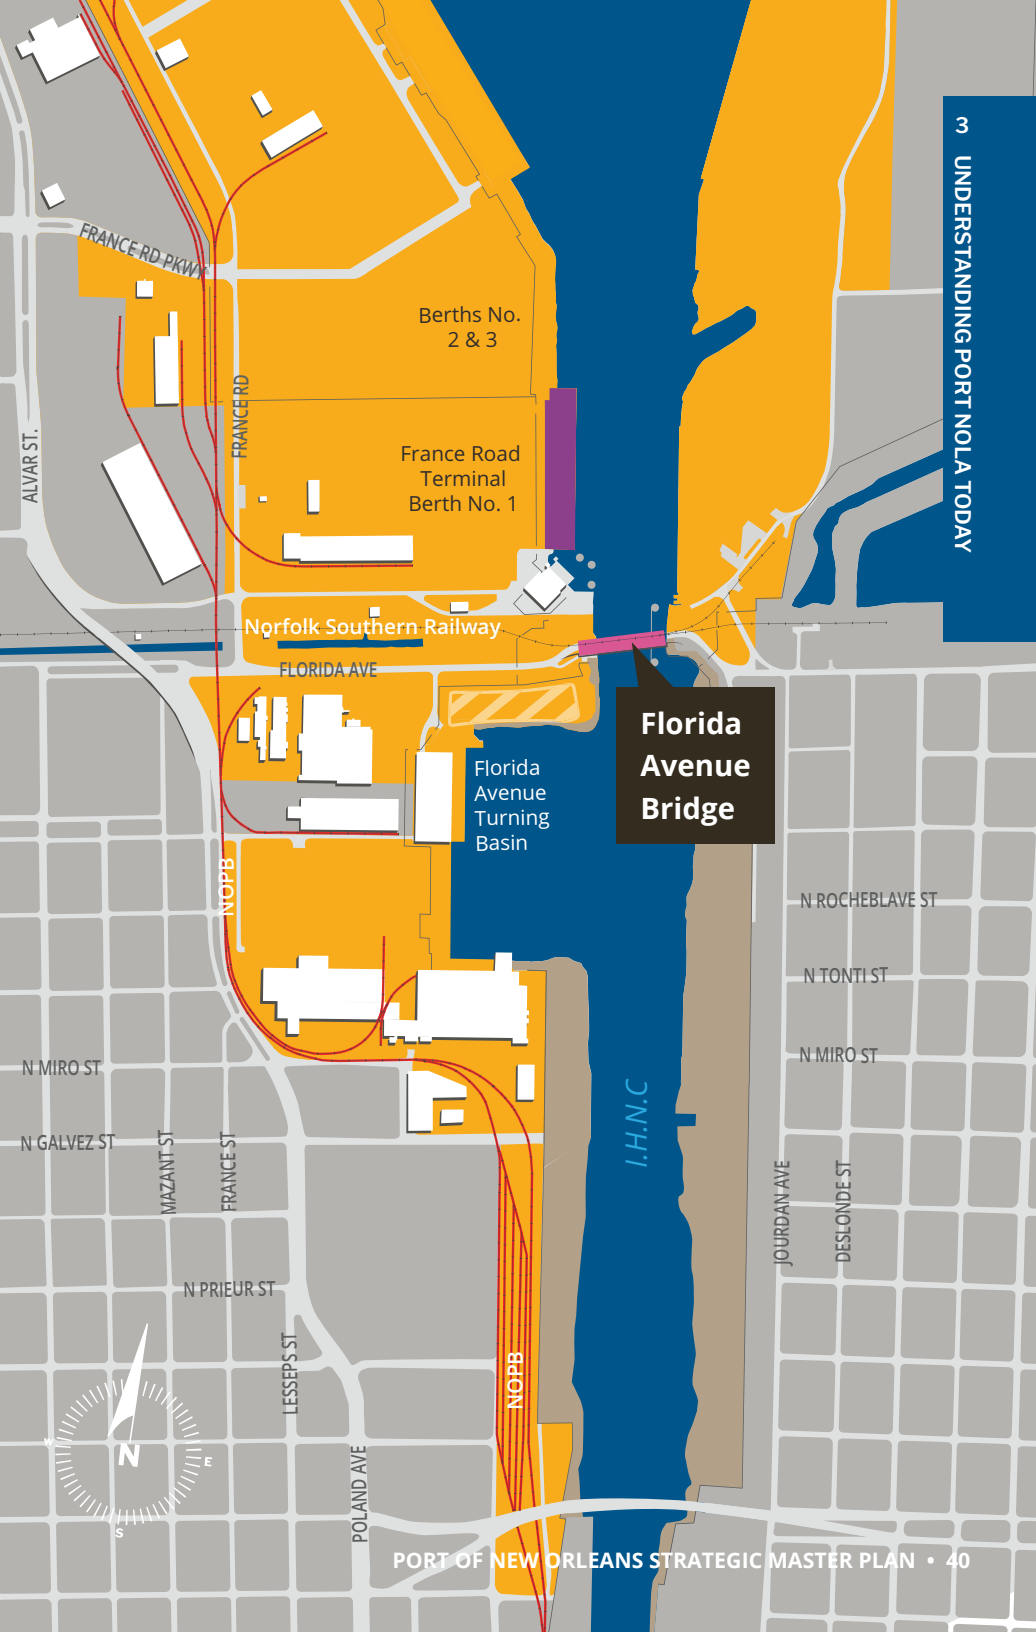 3 UNDERSTANDING PORT NOLA TODAY
FRANCE RD PKWY
Berths No.
2 & 3
FRANCE RD
ALVAR ST.
France Road
Terminal
Berth No. 1
Norfolk Southern Railway
FLORIDA AVE
Florida
Avenue
Bridge
Florida
Avenue
Turning
Basin
NOPB
N ROCHEBLAVE ST
N TONTI ST
N MIRO ST
N MIRO ST
I.H.N.C
N GALVEZ ST
MAZANT ST
FRANCE ST
JOURDAN AVE
DESLONDE ST
N PRIEUR ST
LESSEPS ST
NOPB
POLAND AVE
W
N
E
S
PORT OF NEW ORLEANS STRATEGIC MASTER PLAN • 40